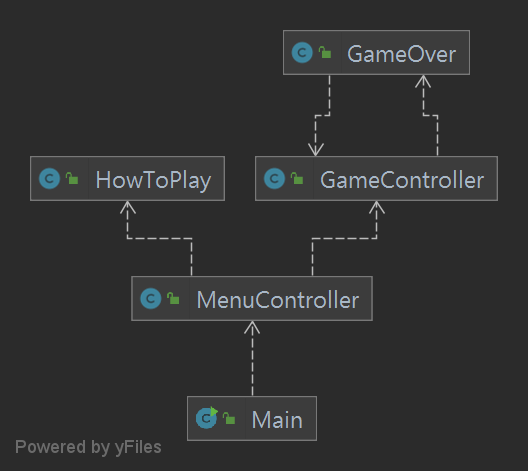 C GameOver
C HowToPlay
C GameController
C MenuController
C Main
Powered by yFiles